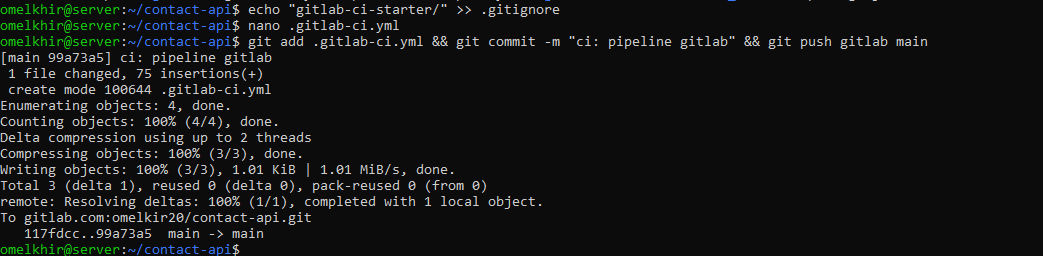 omelkhir@server:~/contact-api$ echo "gitlab-ci-starter/" >> .gitignore
omelkhir@server:~/contact-api$ nano .gitlab-ci.yml
omelkhir@server:~/contact-api$ git add .gitlab-ci.yml && git commit -m "ci: pipeline gitlab" && git push gitlab main
[main 99a73a5] ci: pipeline gitlab
 1 file changed, 75 insertions(+)
 create mode 100644 .gitlab-ci.yml
Enumerating objects: 4, done.
Counting objects: 100% (4/4), done.
Delta compression using up to 2 threads
Compressing objects: 100% (3/3), done.
Writing objects: 100% (3/3), 1.01 KiB | 1.01 MiB/s, done.
Total 3 (delta 1), reused 0 (delta 0), pack-reused 0 (from 0)
remote: Resolving deltas: 100% (1/1), completed with 1 local object.
To gitlab.com:omelkir20/contact-api.git
   117fdcc..99a73a5  main -> main
omelkhir@server:~/contact-api$